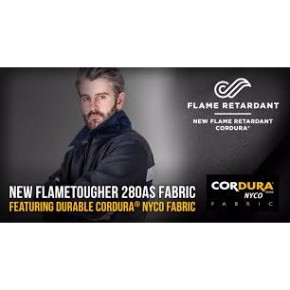 FLAME RETARDANT
NEW FLAME RETARDANT
CORDURA®
NEW FLAMETOUGHER 280AS FABRIC
FEATURING DURABLE CORDURA® NYCO FABRIC
CORDURA
NYCO
FABRIC